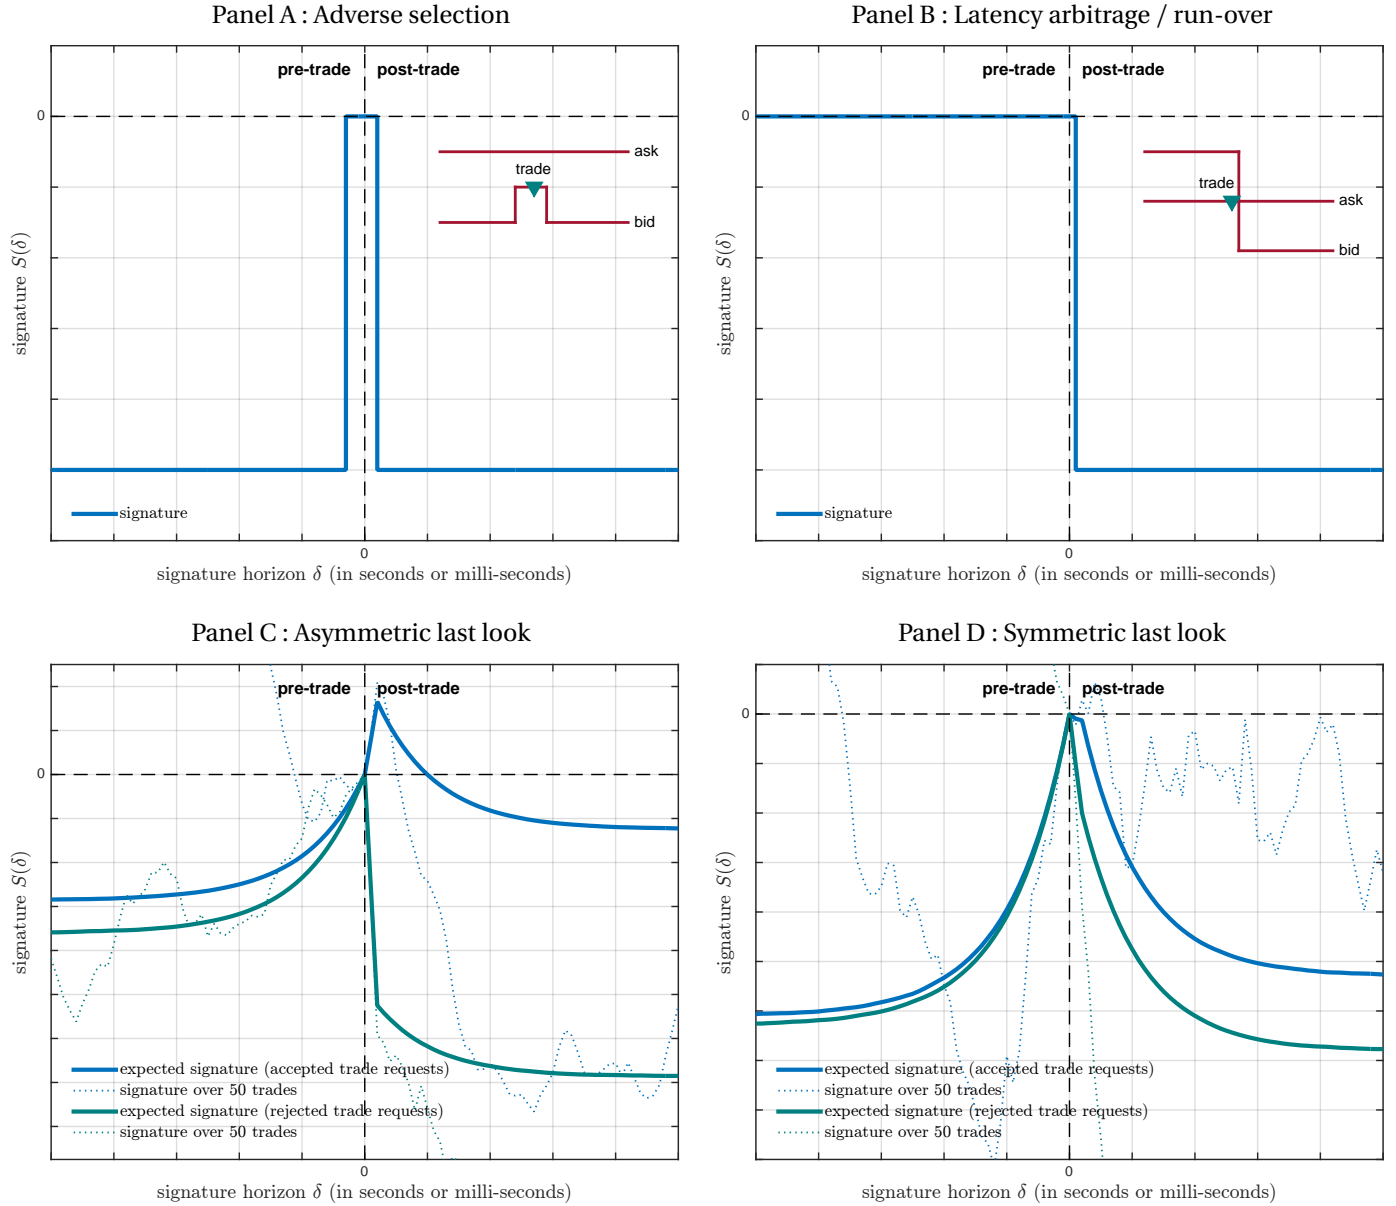 Panel A : Adverse selection
pre-trade
post-trade
0
ask
trade
bid
signature S(δ)
signature
0
signature horizon δ (in seconds or milli-seconds)
Panel B : Latency arbitrage / run-over
pre-trade
post-trade
0
trade
ask
bid
signature S(δ)
signature
0
signature horizon δ (in seconds or milli-seconds)
Panel C : Asymmetric last look
pre-trade
post-trade
0
signature S(δ)
expected signature (accepted trade requests)
signature over 50 trades
expected signature (rejected trade requests)
signature over 50 trades
0
signature horizon δ (in seconds or milli-seconds)
Panel D : Symmetric last look
pre-trade
post-trade
0
signature S(δ)
expected signature (accepted trade requests)
signature over 50 trades
expected signature (rejected trade requests)
signature over 50 trades
0
signature horizon δ (in seconds or milli-seconds)